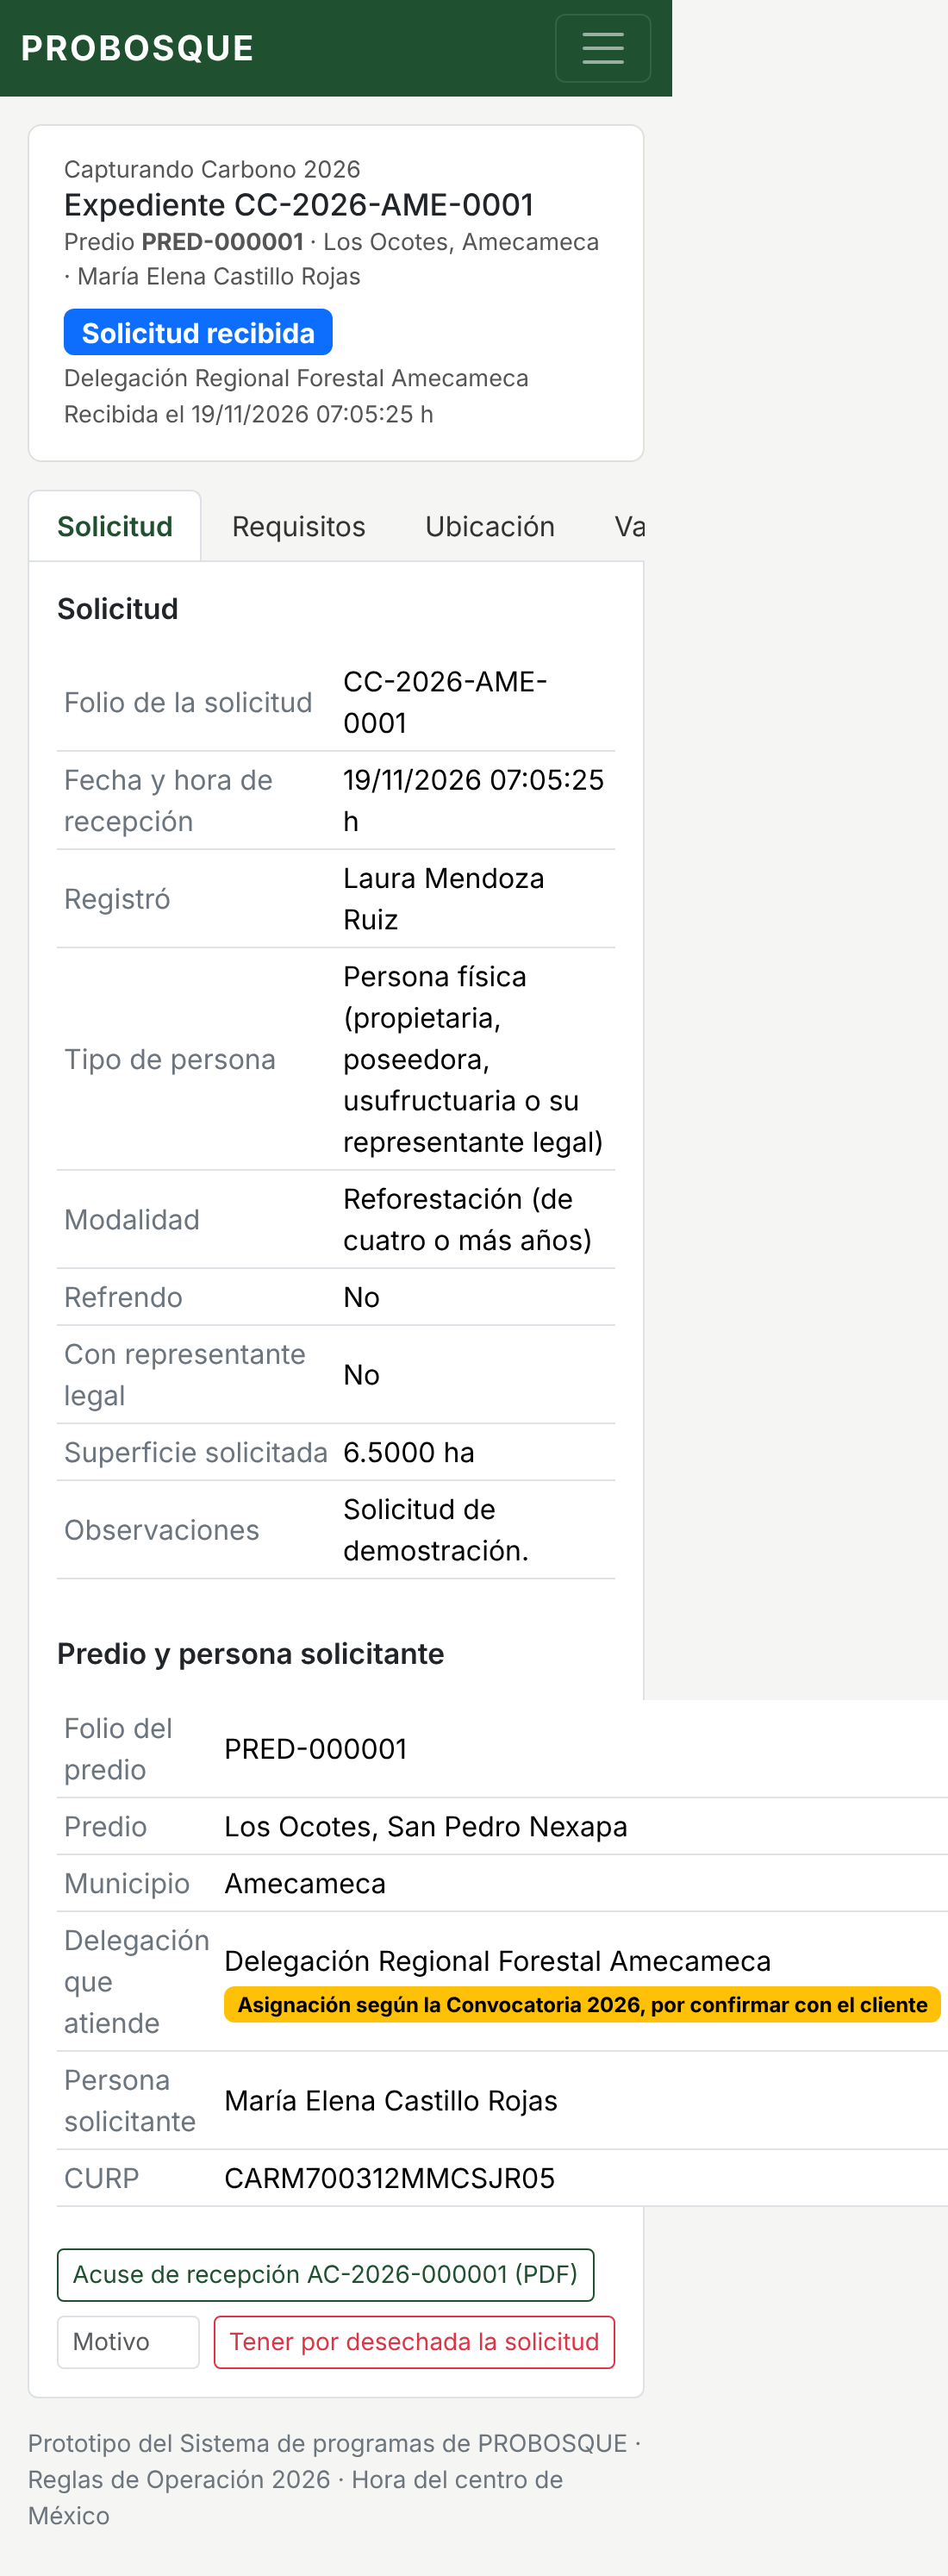 PROBOSQUE
Capturando Carbono 2026
Expediente CC-2026-AME-0001
Predio PRED-000001 · Los Ocotes, Amecameca
· María Elena Castillo Rojas
Solicitud recibida
Delegación Regional Forestal Amecameca
Recibida el 19/11/2026 07:05:25 h
Solicitud Requisitos Ubicación Va
Solicitud
Folio de la solicitud
CC-2026-AME-
0001
Fecha y hora de
recepción
19/11/2026 07:05:25
h
Registró
Laura Mendoza
Ruiz
Tipo de persona
Persona física
(propietaria,
poseedora,
usufructuaria o su
representante legal)
Modalidad
Reforestación (de
cuatro o más años)
Refrendo
No
Con representante
legal
No
Superficie solicitada
6.5000 ha
Observaciones
Solicitud de
demostración.
Predio y persona solicitante
Folio del
predio
PRED-000001
Predio
Los Ocotes, San Pedro Nexapa
Municipio
Amecameca
Delegación
que
atiende
Delegación Regional Forestal Amecameca
Asignación según la Convocatoria 2026, por confirmar con el cliente
Persona
solicitante
María Elena Castillo Rojas
CURP
CARM700312MMCSJR05
Acuse de recepción AC-2026-000001 (PDF)
Motivo
Tener por desechada la solicitud
Prototipo del Sistema de programas de PROBOSQUE ·
Reglas de Operación 2026 · Hora del centro de
México